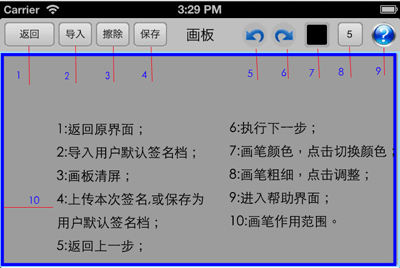 Carrier 3:29 PM
返回 导入 擦除 保存 画板 5 ?
1 2 3 4 5 6 7 8 9
1:返回原界面；
2:导入用户默认签名档；
3:画板清屏；
4:上传本次签名,或保存为
用户默认签名档；
5:返回上一步；
6:执行下一步；
7:画笔颜色，点击切换颜色；
8:画笔粗细，点击调整；
9:进入帮助界面；
10:画笔作用范围。
10